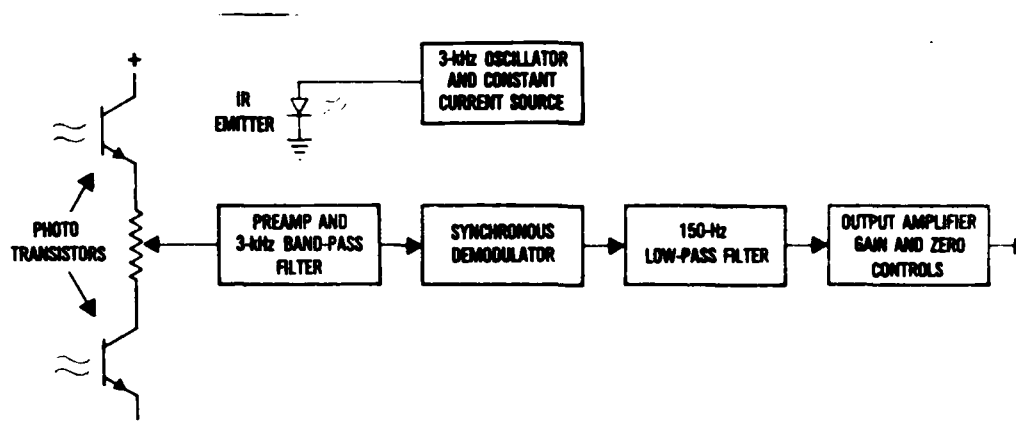 +
3-kHz OSCILLATOR
AND CONSTANT
CURRENT SOURCE
IR
EMITTER
PHOTO
TRANSISTORS
PREAMP AND
3-kHz BAND-PASS
FILTER
SYNCHRONOUS
DEMODULATOR
150-Hz
LOW-PASS FILTER
OUTPUT AMPLIFIER
GAIN AND ZERO
CONTROLS